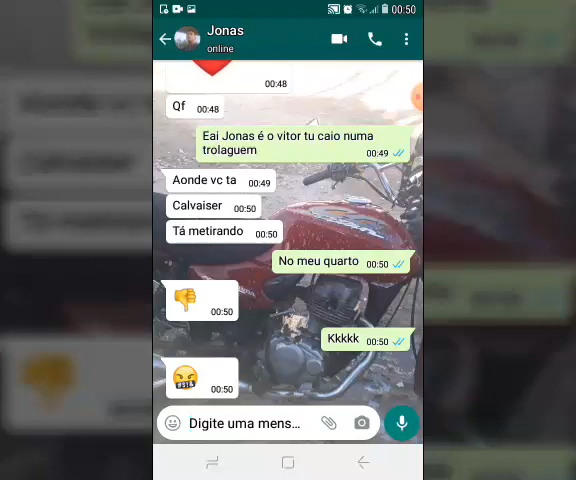 00:50
Jonas
online
00:48
Qf 00:48
Eai Jonas é o vitor tu caio numa
trolaguem
00:49
Aonde vc ta 00:49
Calvaiser 00:50
Tá metirando 00:50
No meu quarto 00:50
00:50
Kkkkk 00:50
00:50
Digite uma mens...